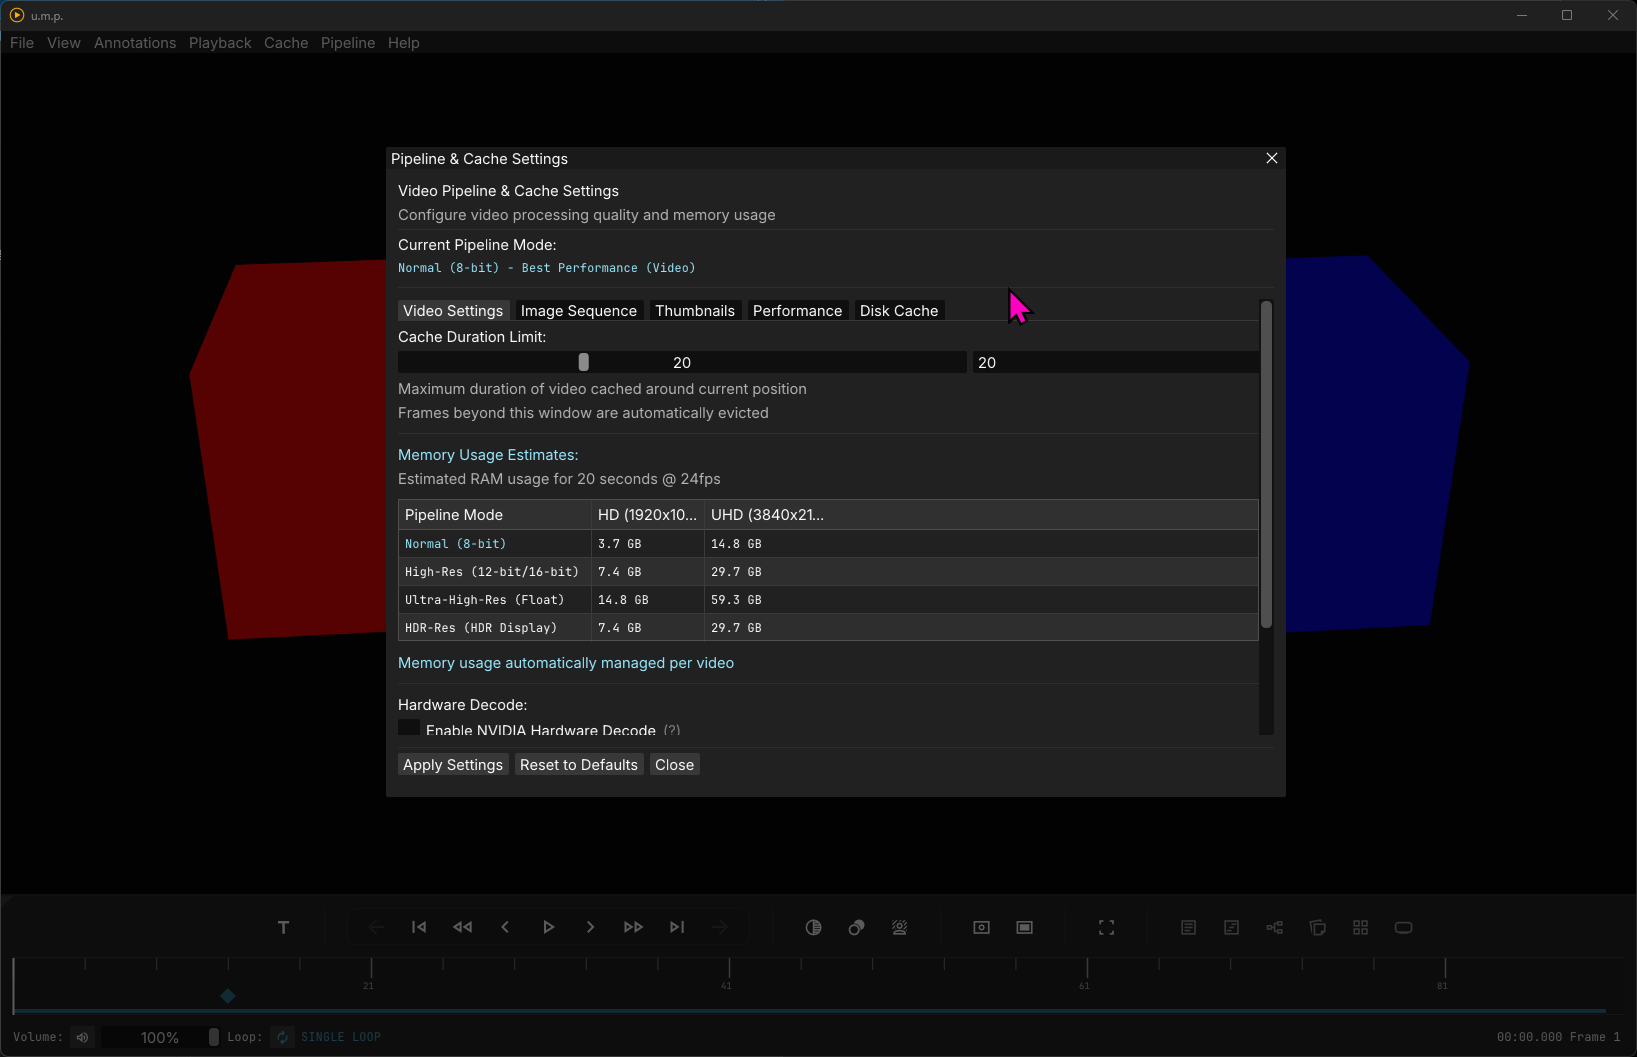 u.m.p.
File View Annotations Playback Cache Pipeline Help
Pipeline & Cache Settings
Video Pipeline & Cache Settings
Configure video processing quality and memory usage
Current Pipeline Mode:
Normal (8-bit) - Best Performance (Video)
Video Settings Image Sequence Thumbnails Performance Disk Cache
Cache Duration Limit:
20 20
Maximum duration of video cached around current position
Frames beyond this window are automatically evicted
Memory Usage Estimates:
Estimated RAM usage for 20 seconds @ 24fps
Pipeline Mode HD (1920x10... UHD (3840x21...
Normal (8-bit) 3.7 GB 14.8 GB
High-Res (12-bit/16-bit) 7.4 GB 29.7 GB
Ultra-High-Res (Float) 14.8 GB 59.3 GB
HDR-Res (HDR Display) 7.4 GB 29.7 GB
Memory usage automatically managed per video
Hardware Decode:
Enable NVIDIA Hardware Decode (?)
Apply Settings Reset to Defaults Close
T
21 41 61 81
Volume: 100% Loop: SINGLE LOOP 00:00.000 Frame 1